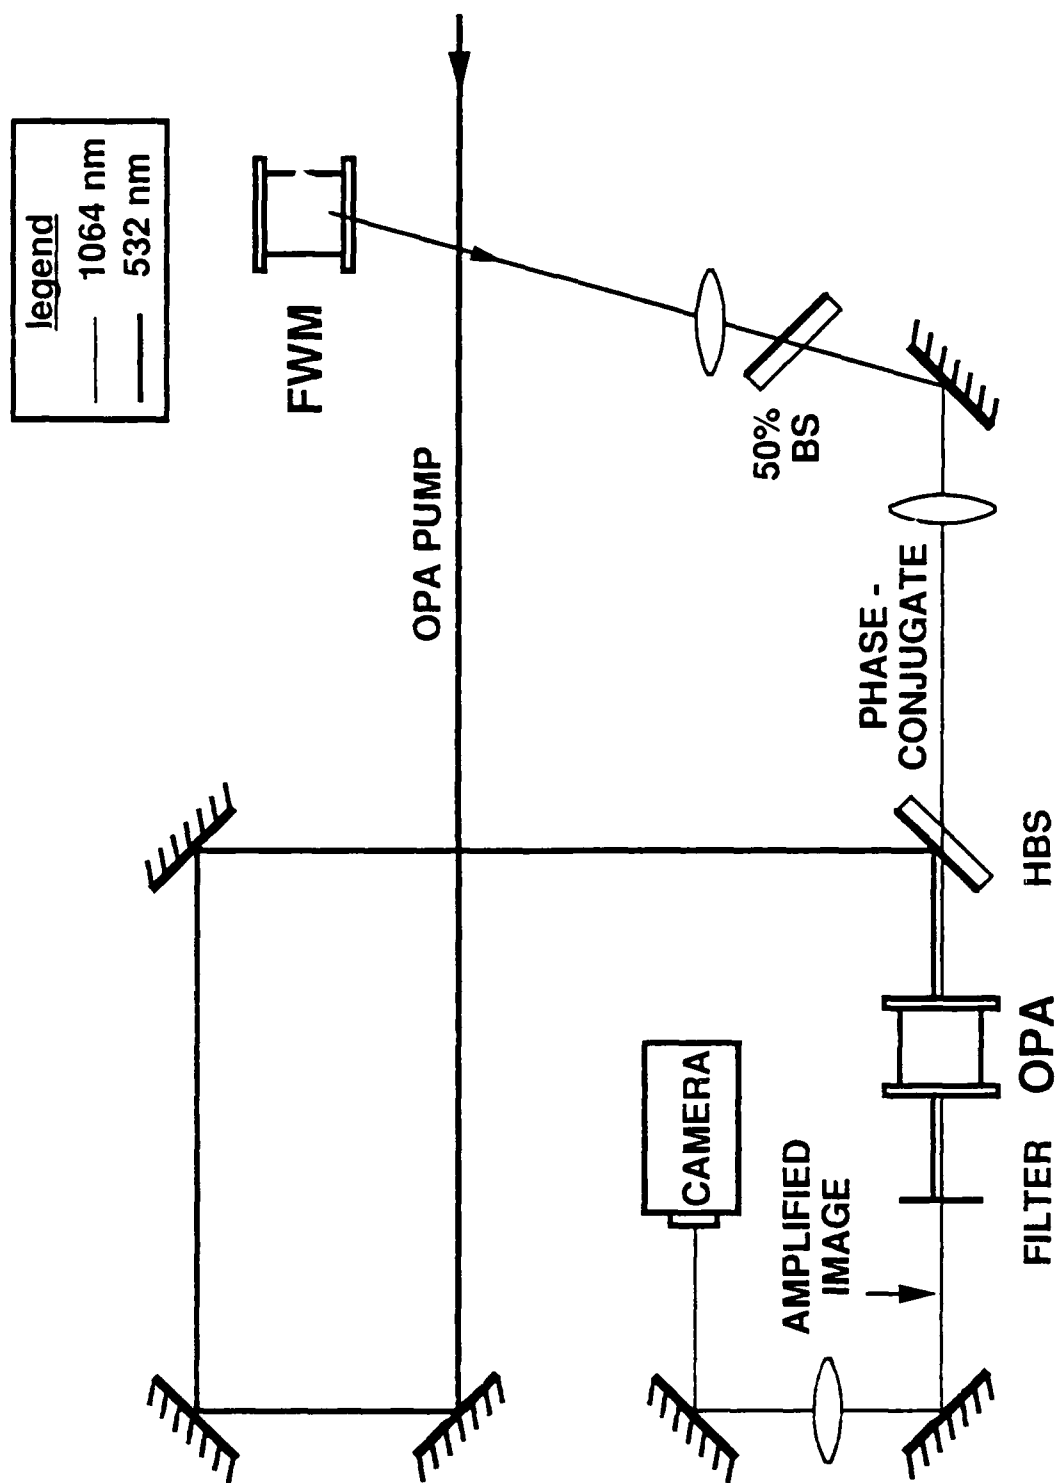 legend
1064 nm
532 nm
FWM
OPA PUMP
50%
BS
PHASE -
CONJUGATE
HBS
OPA
CAMERA
AMPLIFIED
IMAGE
FILTER